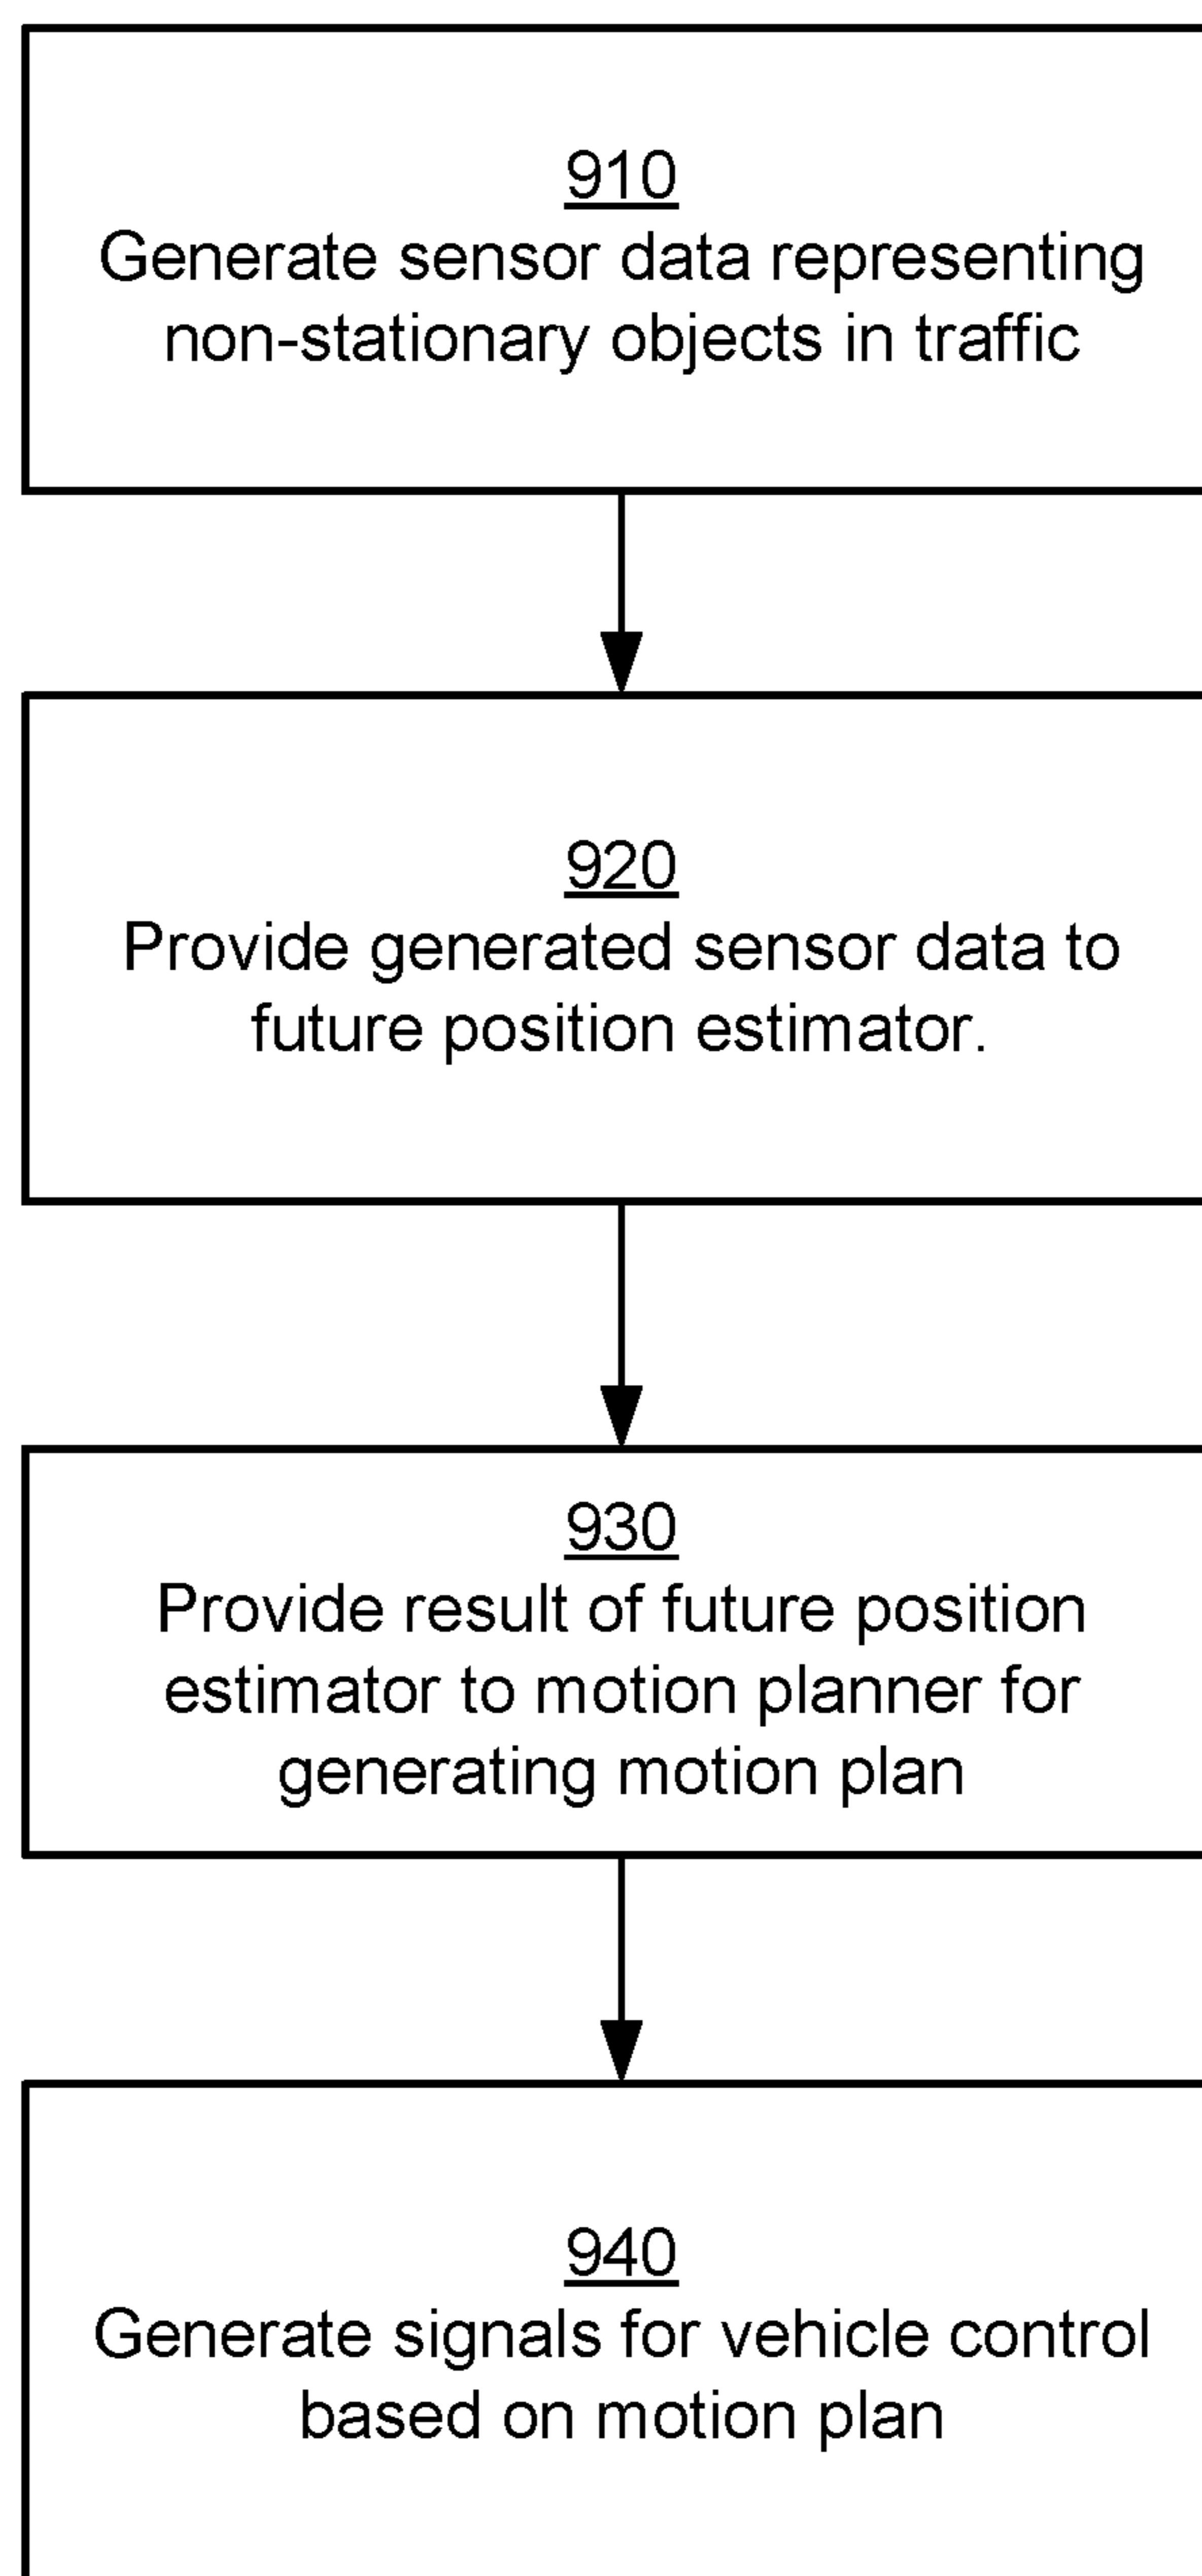 910
Generate sensor data representing
non-stationary objects in traffic
920
Provide generated sensor data to
future position estimator.
930
Provide result of future position
estimator to motion planner for
generating motion plan
940
Generate signals for vehicle control
based on motion plan